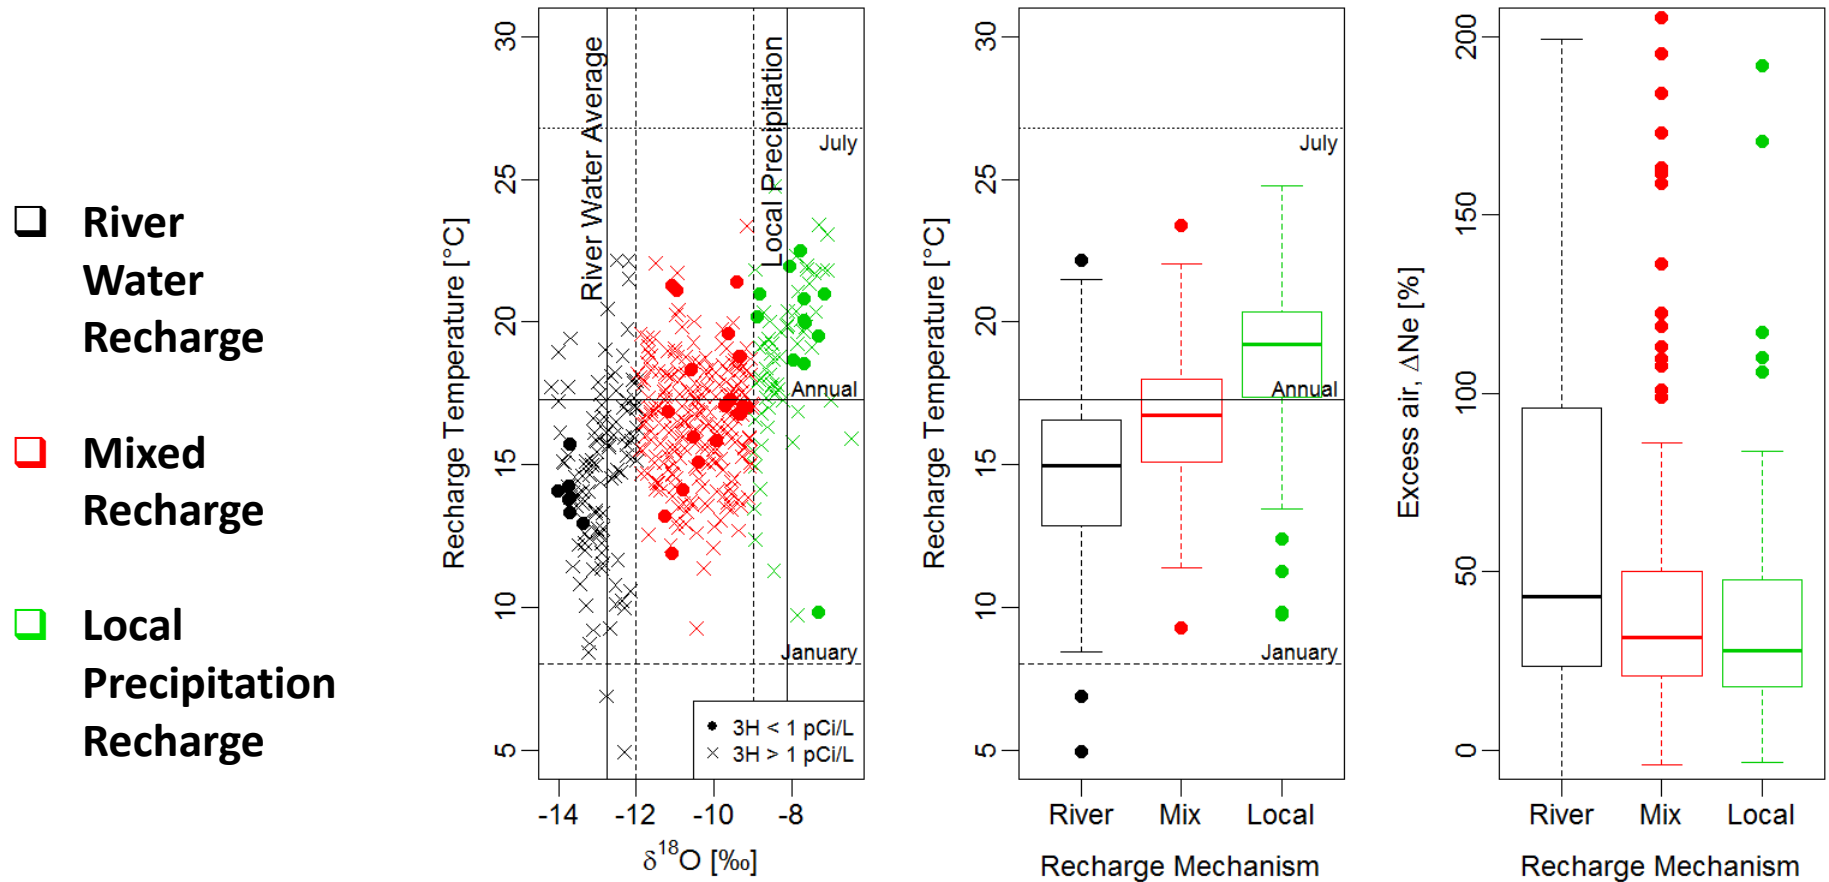 River
Water
Recharge
Mixed
Recharge
Local
Precipitation
Recharge
Recharge Temperature [°C]
30
25
20
15
10
5
River Water Average
Local Precipitation
July
Annual
January
3H < 1 pCi/L
3H > 1 pCi/L
-14 -12 -10 -8
δ18O [‰]
Recharge Temperature [°C]
30
25
20
15
10
5
July
Annual
January
River Mix Local
Recharge Mechanism
Excess air, ΔNe [%]
200
150
100
50
0
River Mix Local
Recharge Mechanism